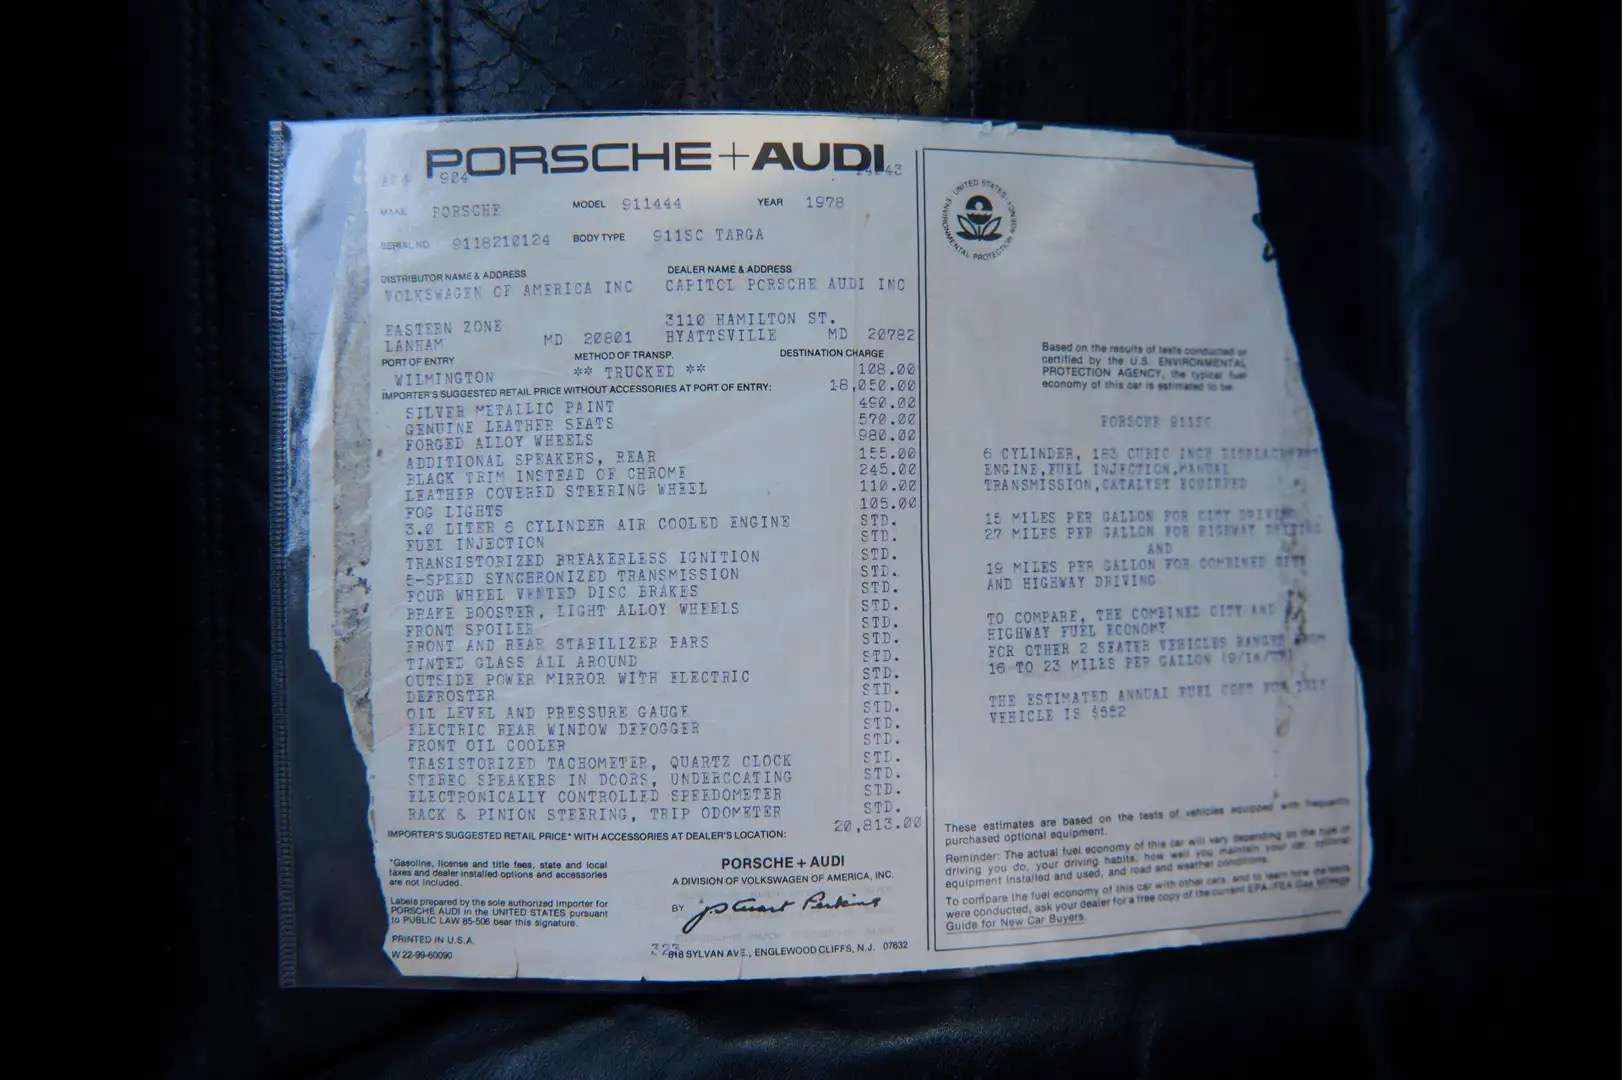 PORSCHE+AUDI
904
MAKE PORSCHE MODEL 911444 YEAR 1978
SERIAL NO 9118210124 BODY TYPE 911SC TARGA
DISTRIBUTOR NAME & ADDRESS DEALER NAME & ADDRESS
VOLKSWAGEN OF AMERICA INC CAPITOL PORSCHE AUDI INC
EASTERN ZONE 3110 HAMILTON ST.
LANHAM MD 20801 HYATTSVILLE MD 20782
PORT OF ENTRY METHOD OF TRANSP. DESTINATION CHARGE
WILMINGTON ** TRUCKED ** 108.00
IMPORTER'S SUGGESTED RETAIL PRICE WITHOUT ACCESSORIES AT PORT OF ENTRY: 18,050.00
SILVER METALLIC PAINT 490.00
GENUINE LEATHER SEATS 570.00
FORGED ALLOY WHEELS 980.00
ADDITIONAL SPEAKERS, REAR 155.00
BLACK TRIM INSTEAD OF CHROME 245.00
LEATHER COVERED STEERING WHEEL 110.00
FOG LIGHTS 105.00
3.0 LITER 6 CYLINDER AIR COOLED ENGINE STD.
FUEL INJECTION STD.
TRANSISTORIZED BREAKERLESS IGNITION STD.
5-SPEED SYNCHRONIZED TRANSMISSION STD.
FOUR WHEEL VENTED DISC BRAKES STD.
BRAKE BOOSTER, LIGHT ALLOY WHEELS STD.
FRONT SPOILER STD.
FRONT AND REAR STABILIZER BARS STD.
TINTED GLASS ALL AROUND STD.
OUTSIDE POWER MIRROR WITH ELECTRIC STD.
DEFROSTER STD.
OIL LEVEL AND PRESSURE GAUGE STD.
ELECTRIC REAR WINDOW DEFOGGER STD.
FRONT OIL COOLER STD.
TRASISTORIZED TACHOMETER, QUARTZ CLOCK STD.
STEREO SPEAKERS IN DOORS, UNDERCOATING STD.
ELECTRONICALLY CONTROLLED SPEEDOMETER STD.
RACK & PINION STEERING, TRIP ODOMETER STD.
IMPORTER'S SUGGESTED RETAIL PRICE* WITH ACCESSORIES AT DEALER'S LOCATION: 20,813.00
*Gasoline, license and title fees, state and local
taxes and dealer installed options and accessories
are not included.
Labels prepared by the sole authorized importer for
PORSCHE AUDI in the UNITED STATES pursuant
to PUBLIC LAW 85-506 bear this signature.
PRINTED IN U.S.A.
W 22-99-60090
PORSCHE + AUDI
A DIVISION OF VOLKSWAGEN OF AMERICA, INC.
BY J. Stuart Perkins
323
818 SYLVAN AVE., ENGLEWOOD CLIFFS, N.J. 07632
UNITED STATES ENVIRONMENTAL PROTECTION AGENCY
Based on the results of tests conducted or
certified by the U.S. ENVIRONMENTAL
PROTECTION AGENCY, the typical fuel
economy of this car is estimated to be.
PORSCHE 911SC
6 CYLINDER, 183 CUBIC INCH DISPLACEMENT
ENGINE,FUEL INJECTION,MANUAL
TRANSMISSION,CATALYST EQUIPPED
15 MILES PER GALLON FOR CITY DRIVING
27 MILES PER GALLON FOR HIGHWAY DRIVING
AND
19 MILES PER GALLON FOR COMBINED CITY
AND HIGHWAY DRIVING
TO COMPARE, THE COMBINED CITY AND
HIGHWAY FUEL ECONOMY
FOR OTHER 2 SEATER VEHICLES RANGES FROM
16 TO 23 MILES PER GALLON
THE ESTIMATED ANNUAL FUEL COST FOR THIS
VEHICLE IS $552
These estimates are based on the tests of vehicles equipped with frequently
purchased optional equipment.
Reminder: The actual fuel economy of this car will vary depending on the type of
driving you do, your driving habits, how well you maintain your car, optional
equipment installed and used, and road and weather conditions.
To compare the fuel economy of this car with other cars, and to learn how the tests
were conducted, ask your dealer for a free copy of the current EPA-FEA Gas Mileage
Guide for New Car Buyers.